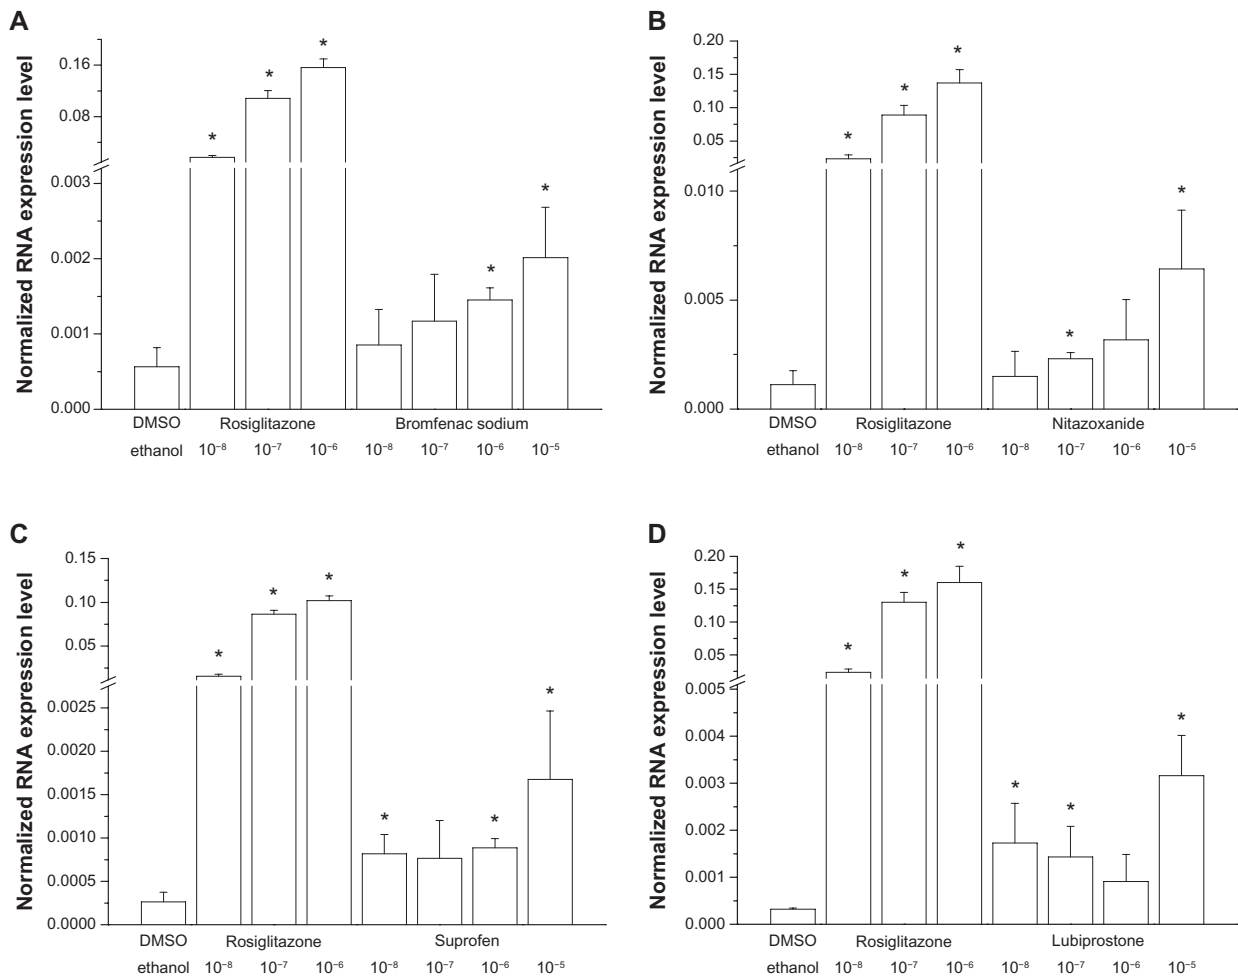 A
Normalized RNA expression level
0.16
0.08
0.003
0.002
0.001
0.000
* * * * *
DMSO Rosiglitazone Bromfenac sodium
ethanol 10⁻⁸ 10⁻⁷ 10⁻⁶ 10⁻⁸ 10⁻⁷ 10⁻⁶ 10⁻⁵
B
Normalized RNA expression level
0.20
0.15
0.10
0.05
0.010
0.005
0.000
* * * * *
DMSO Rosiglitazone Nitazoxanide
ethanol 10⁻⁸ 10⁻⁷ 10⁻⁶ 10⁻⁸ 10⁻⁷ 10⁻⁶ 10⁻⁵
C
Normalized RNA expression level
0.15
0.10
0.05
0.0025
0.0020
0.0015
0.0010
0.0005
0.0000
* * * * * *
DMSO Rosiglitazone Suprofen
ethanol 10⁻⁸ 10⁻⁷ 10⁻⁶ 10⁻⁸ 10⁻⁷ 10⁻⁶ 10⁻⁵
D
Normalized RNA expression level
0.20
0.15
0.10
0.05
0.005
0.004
0.003
0.002
0.001
0.000
* * * * * *
DMSO Rosiglitazone Lubiprostone
ethanol 10⁻⁸ 10⁻⁷ 10⁻⁶ 10⁻⁸ 10⁻⁷ 10⁻⁶ 10⁻⁵